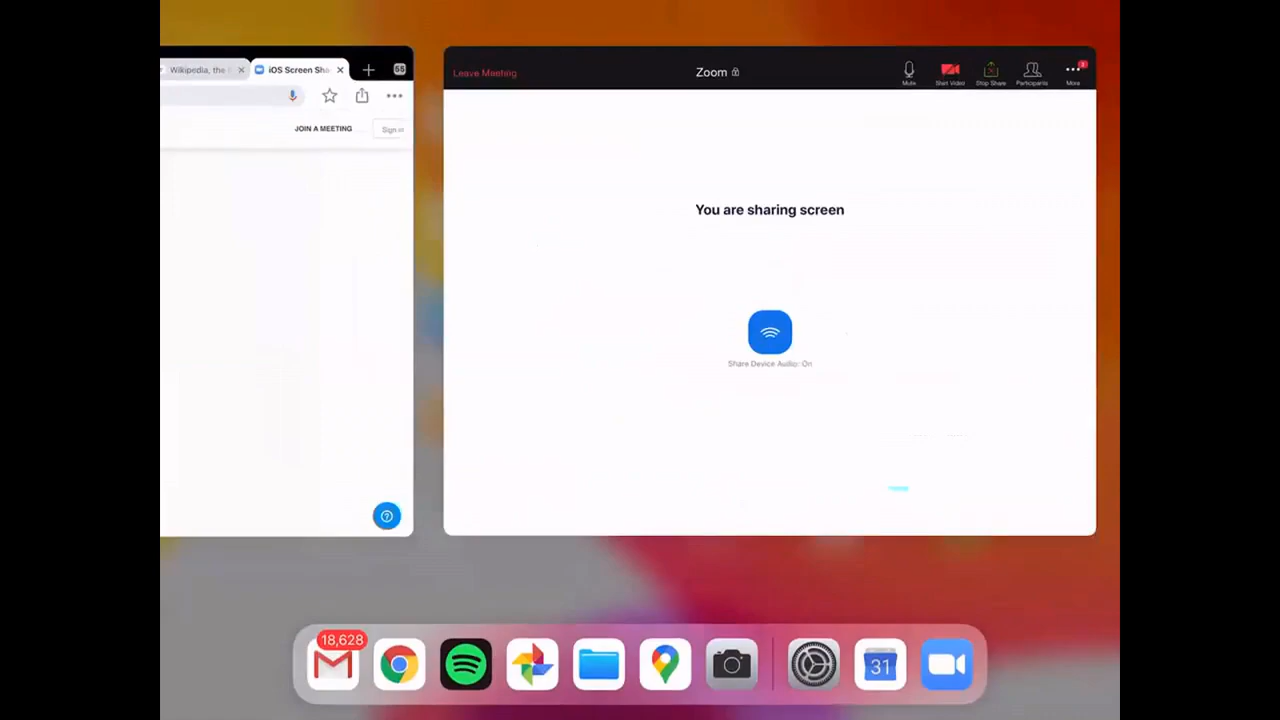 Wikipedia, the
iOS Screen Sha
55
JOIN A MEETING
Sign
Leave Meeting
Zoom
Mute
Start Video
Stop Share
Participants
More
You are sharing screen
Share Device Audio: On
18,628
31